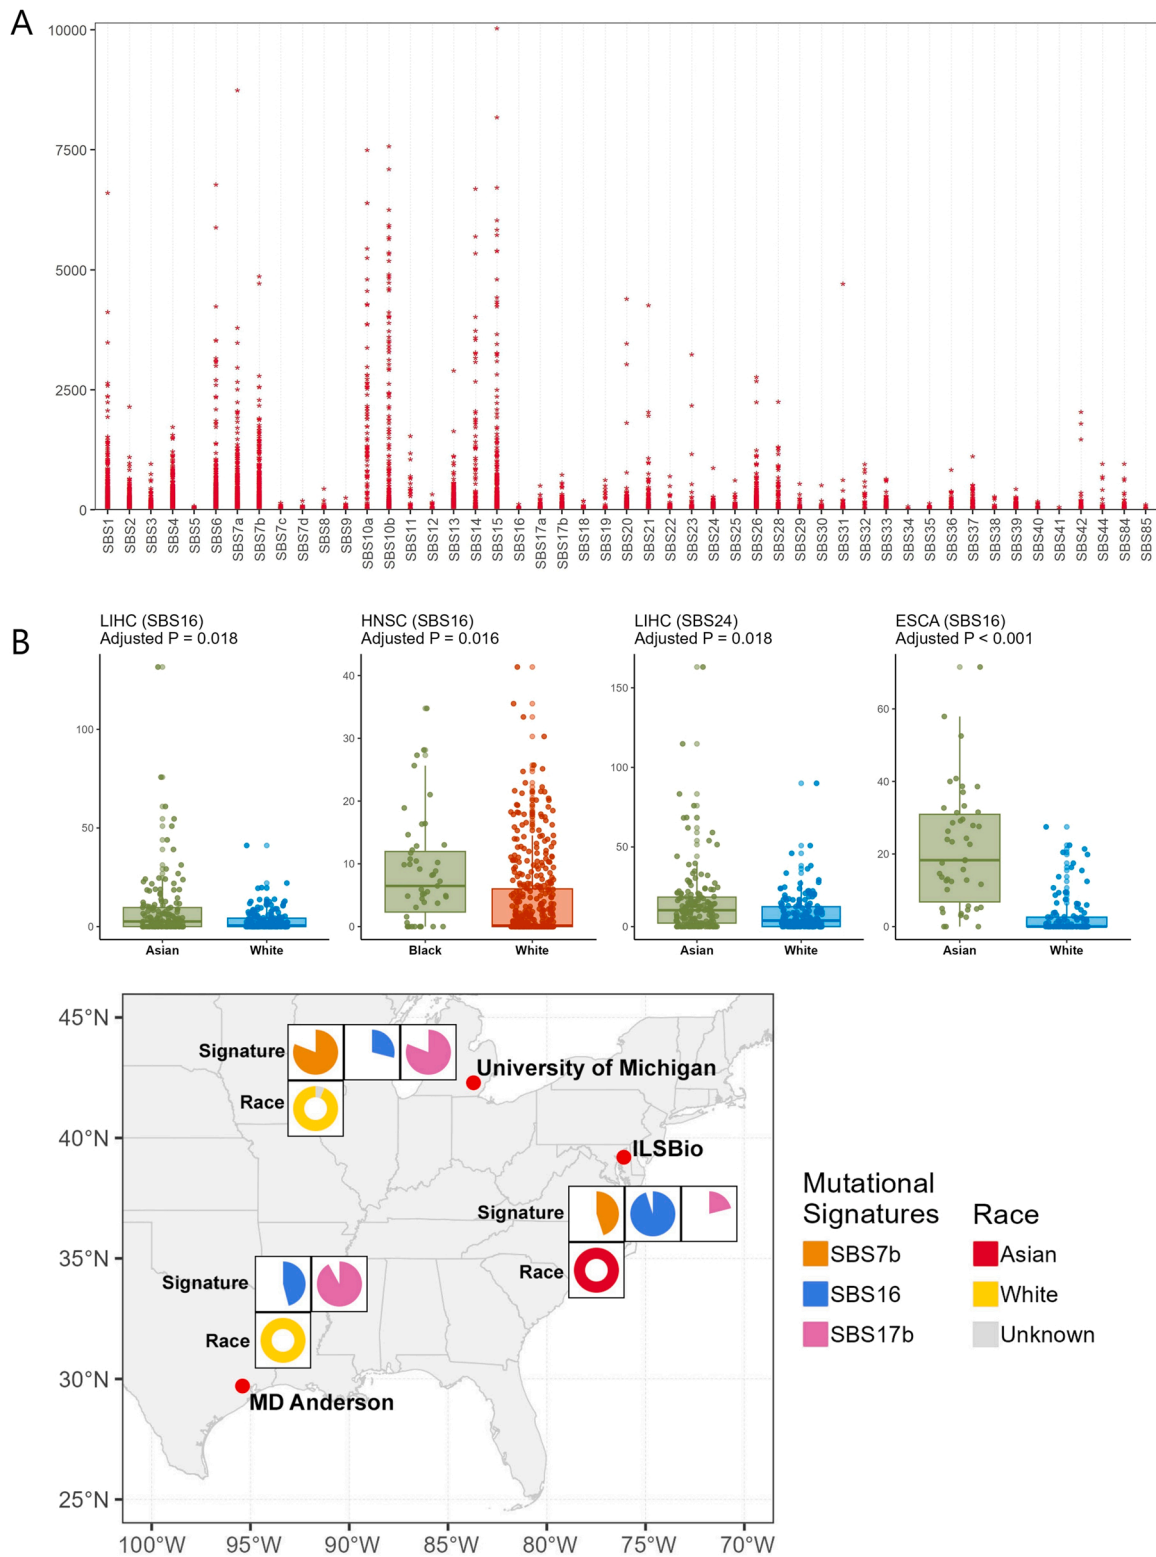 A
10000
7500
5000
2500
0
SBS1 SBS2 SBS3 SBS4 SBS5 SBS6 SBS7a SBS7b SBS7c SBS7d SBS8 SBS9 SBS10a SBS10b SBS11 SBS12 SBS13 SBS14 SBS15 SBS16 SBS17a SBS17b SBS18 SBS19 SBS20 SBS21 SBS22 SBS23 SBS24 SBS25 SBS26 SBS28 SBS29 SBS30 SBS31 SBS32 SBS33 SBS34 SBS35 SBS36 SBS37 SBS38 SBS39 SBS40 SBS41 SBS42 SBS44 SBS84 SBS85
B
LIHC (SBS16)
Adjusted P = 0.018
100
50
0
Asian White
HNSC (SBS16)
Adjusted P = 0.016
40
30
20
10
0
Black White
LIHC (SBS24)
Adjusted P = 0.018
150
100
50
0
Asian White
ESCA (SBS16)
Adjusted P < 0.001
60
40
20
0
Asian White
45°N
40°N
35°N
30°N
25°N
Signature
Race
University of Michigan
ILSBio
Signature
Race
Signature
Race
MD Anderson
100°W 95°W 90°W 85°W 80°W 75°W 70°W
Mutational
Signatures
SBS7b
SBS16
SBS17b
Race
Asian
White
Unknown